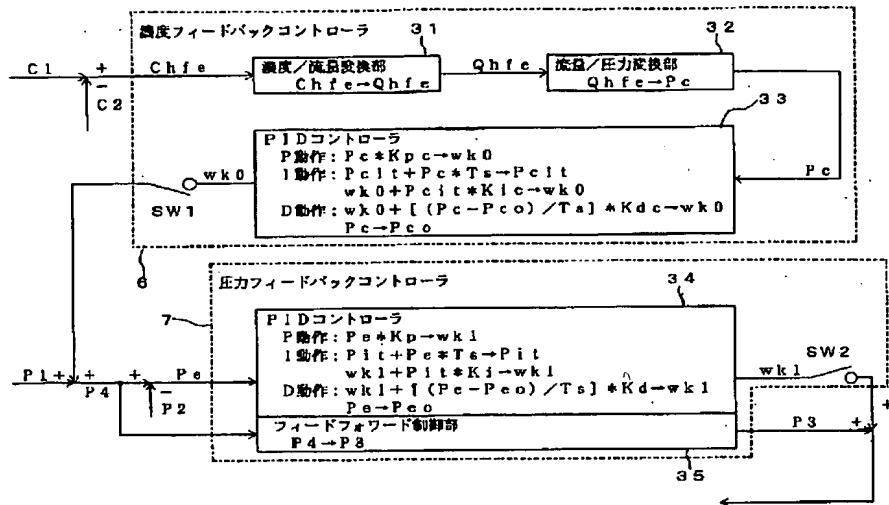 濃度フィードバックコントローラ
31
32
C1
+
Chfe
濃度/流量変換部
Chfe→Qhfe
Qhfe
流量/圧力変換部
Qhfe→Pc
−
C2
33
PIDコントローラ
P動作:Pc*Kpc→wk0
I動作:Pcit+Pc*Ts→Pcit
wk0+Pcit*Kic→wk0
D動作:wk0+[(Pc-Pco)/Ts]*Kdc→wk0
Pc→Pco
wk0
Pc
SW1
6
圧力フィードバックコントローラ
34
7
PIDコントローラ
P動作:Pe*Kp→wk1
I動作:Pit+Pe*Ts→Pit
wk1+Pit*Ki→wk1
D動作:wk1+[(Pe-Peo)/Ts]*Kd→wk1
Pe→Peo
wk1
SW2
P1
+
+
P4
+
Pe
−
P2
+
フィードフォワード制御部
P4→P3
P3
+
35